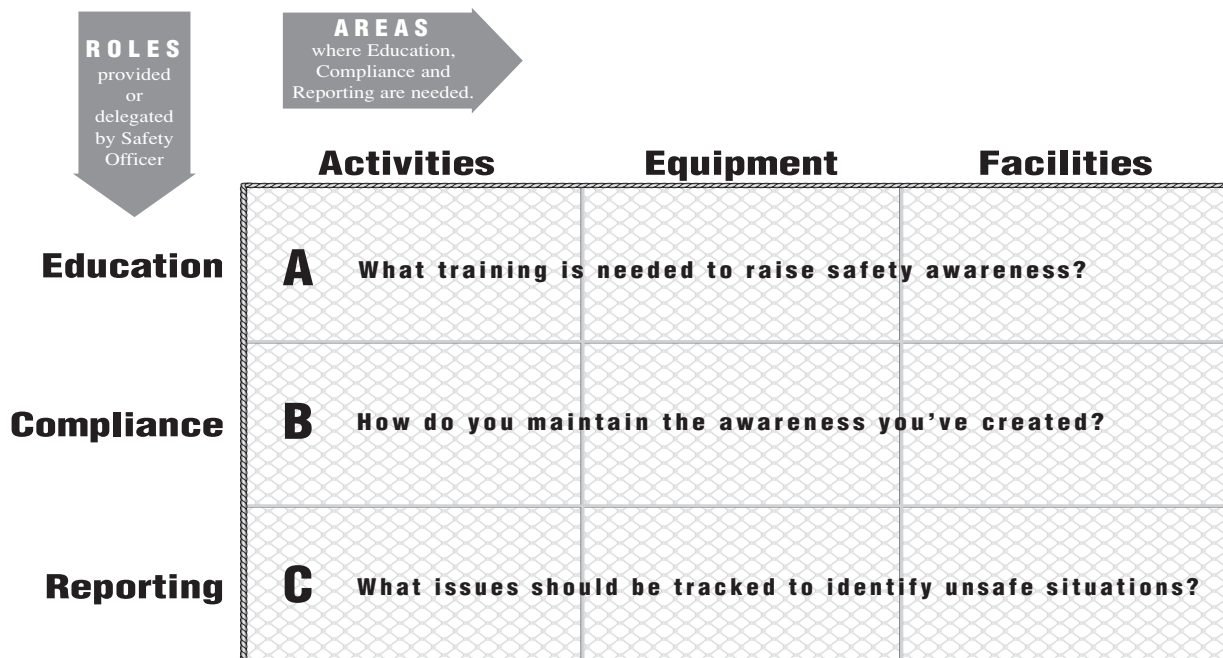 ROLES
provided
or
delegated
by Safety
Officer
AREAS
where Education,
Compliance and
Reporting are needed.
Activities Equipment Facilities
Education A What training is needed to raise safety awareness?
Compliance B How do you maintain the awareness you've created?
Reporting C What issues should be tracked to identify unsafe situations?